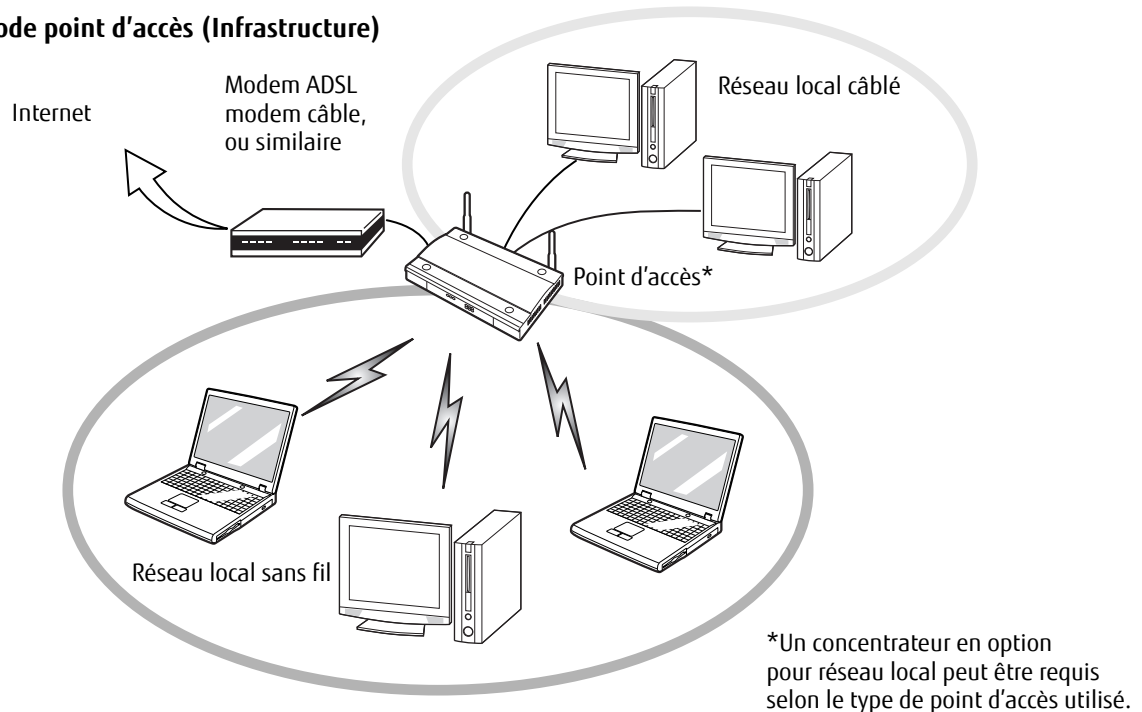 ode point d'accès (Infrastructure)
Internet
Modem ADSL
modem câble,
ou similaire
Réseau local câblé
Point d'accès*
Réseau local sans fil
*Un concentrateur en option
pour réseau local peut être requis
selon le type de point d'accès utilisé.